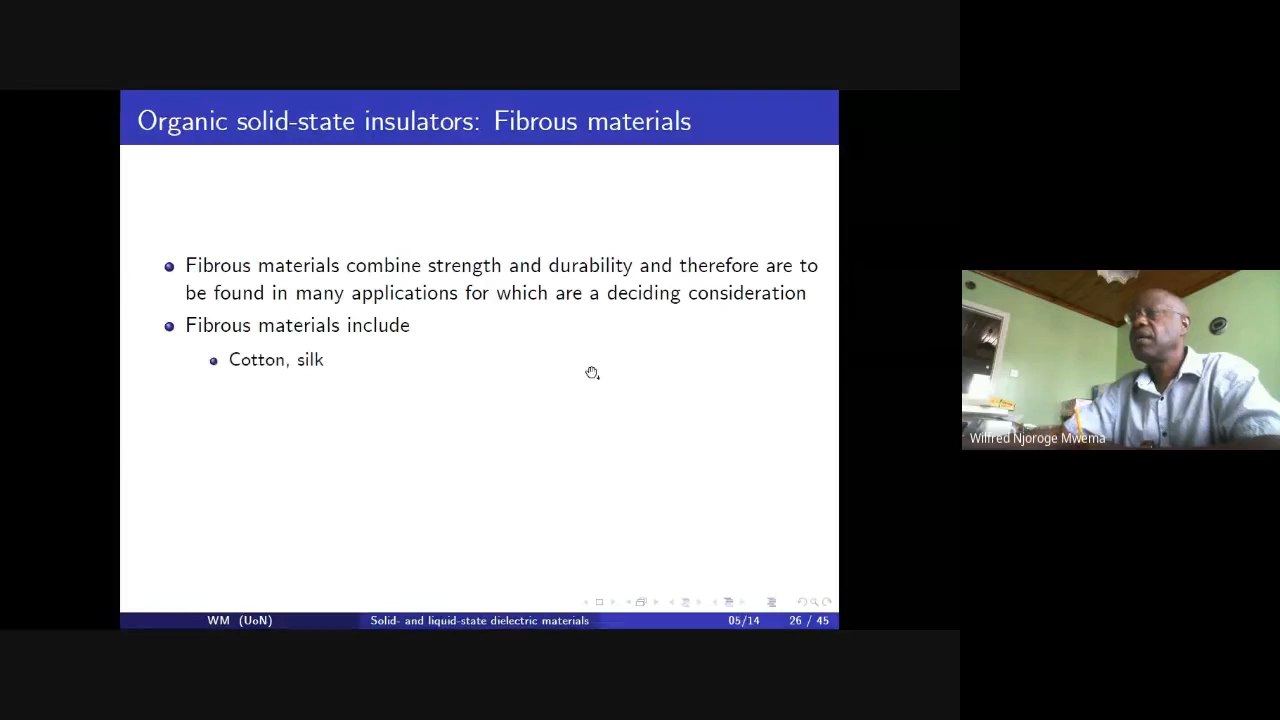 Organic solid-state insulators: Fibrous materials
Fibrous materials combine strength and durability and therefore are to
be found in many applications for which are a deciding consideration
Fibrous materials include
Cotton, silk
Wilfred Njoroge Mwema
WM (UoN)
Solid- and liquid-state dielectric materials
05/14
26 / 45